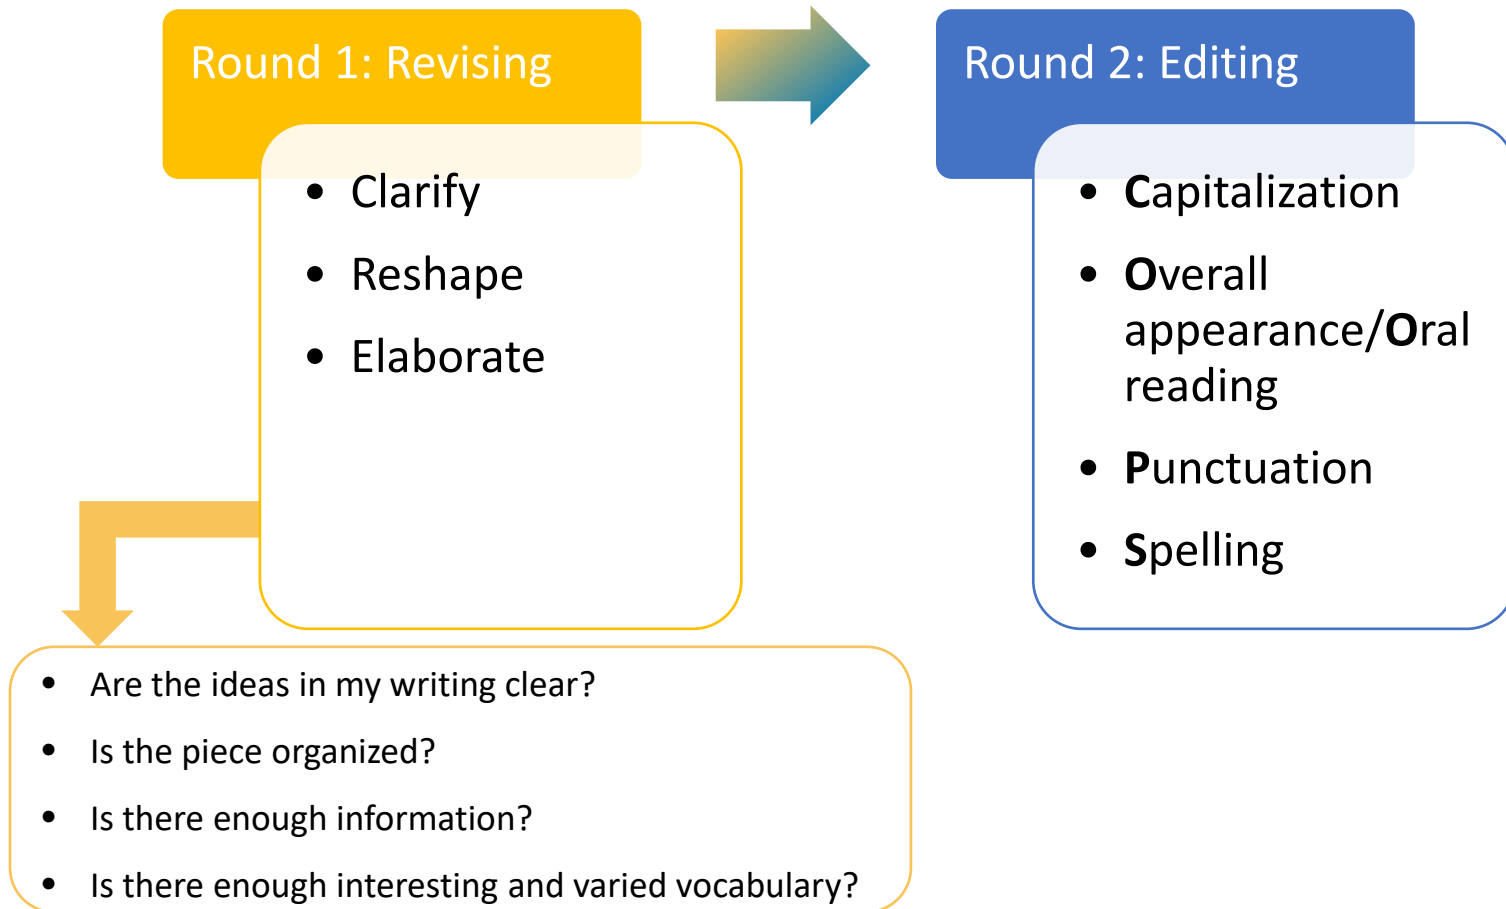 Round 1: Revising
• Clarify
• Reshape
• Elaborate
• Are the ideas in my writing clear?
• Is the piece organized?
• Is there enough information?
• Is there enough interesting and varied vocabulary?
Round 2: Editing
• Capitalization
• Overall
appearance/Oral
reading
• Punctuation
• Spelling